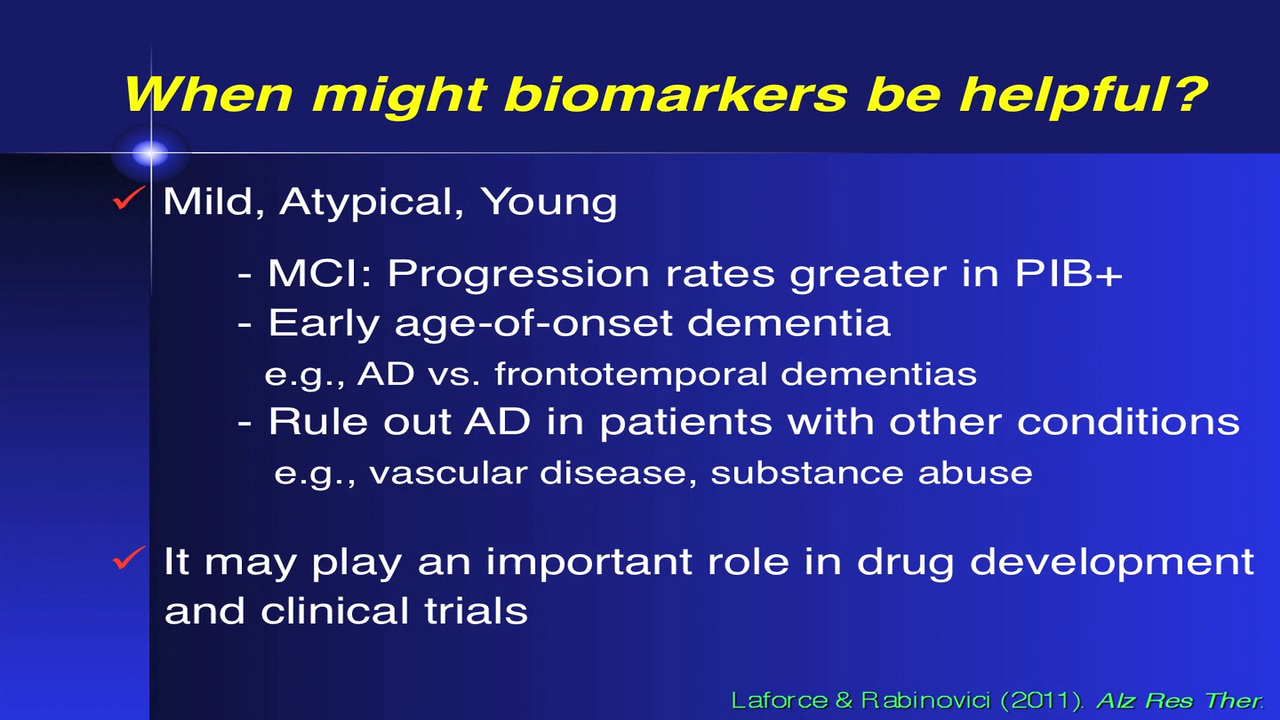 When might biomarkers be helpful?
✓ Mild, Atypical, Young
- MCI: Progression rates greater in PIB+
- Early age-of-onset dementia
e.g., AD vs. frontotemporal dementias
- Rule out AD in patients with other conditions
e.g., vascular disease, substance abuse
✓ It may play an important role in drug development
and clinical trials
Laforce & Rabinovici (2011). Alz Res Ther.